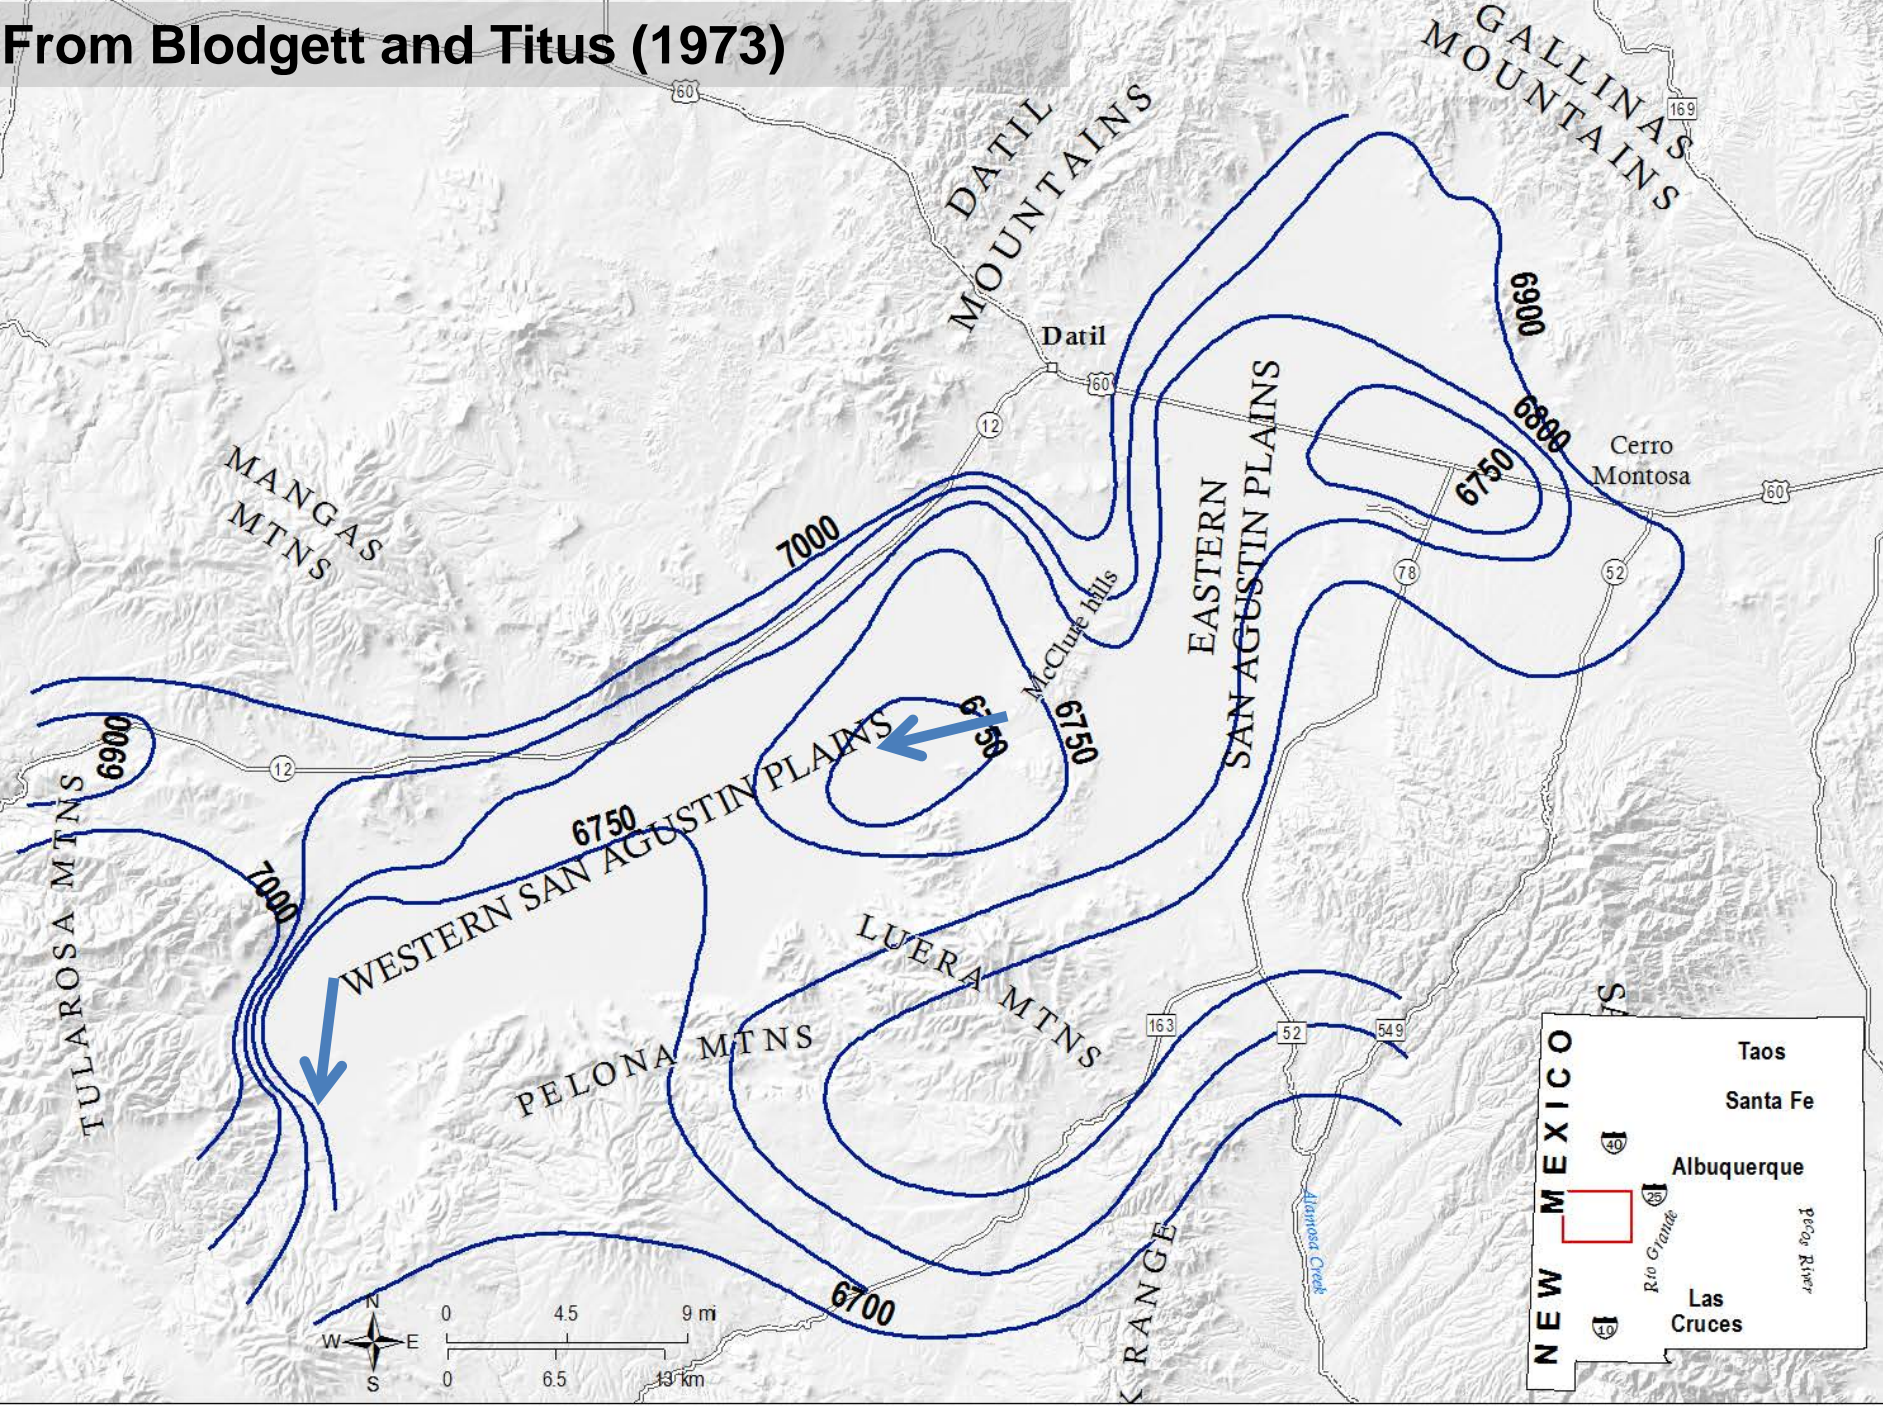 From Blodgett and Titus (1973)
GALLINAS
MOUNTAINS
169
60
DATIL
MOUNTAINS
6900
Datil
60
12
6800
Cerro
Montosa
6750
60
MANGAS
MTNS
7000
EASTERN
SAN AGUSTIN PLAINS
78
52
McClure hills
6900
12
6750
6750
6750
WESTERN SAN AGUSTIN PLAINS
7000
TULAROSA MTNS
LUERA MTNS
PELONA MTNS
163
52
549
Alamosa Creek
6700
RANGE
N
W
E
S
0
4.5
9 mi
0
6.5
13 km
NEW MEXICO
Taos
Santa Fe
40
Albuquerque
25
Rio Grande
Pecos River
Las
Cruces
10